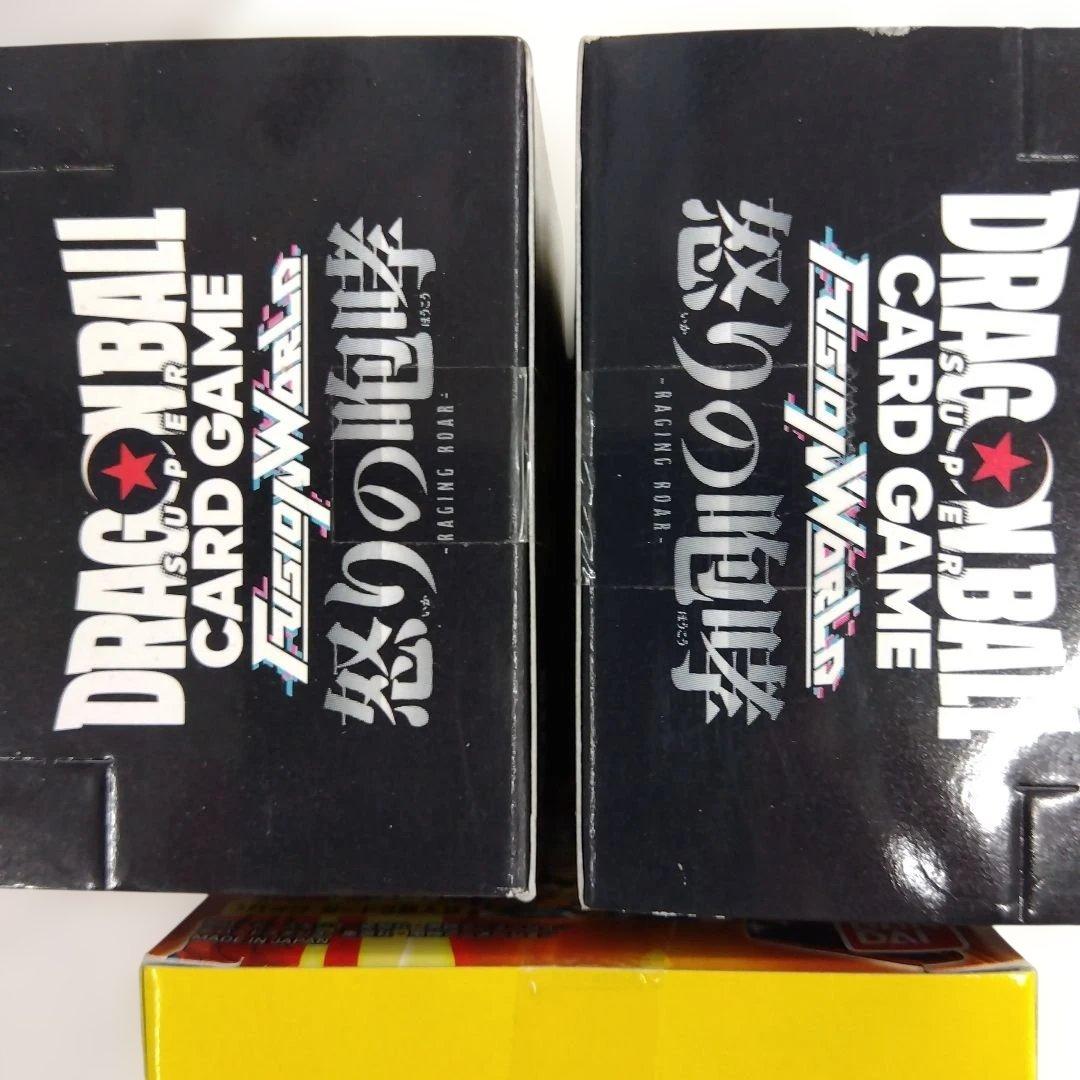 DRAGON BALL
SUPER
CARD GAME
FUSION WORLD
怒りの咆哮
いか
ほうこう
-RAGING ROAR-
DRAGON BALL
SUPER
CARD GAME
FUSION WORLD
怒りの咆哮
いか
ほうこう
-RAGING ROAR-
MADE IN JAPAN
DAI